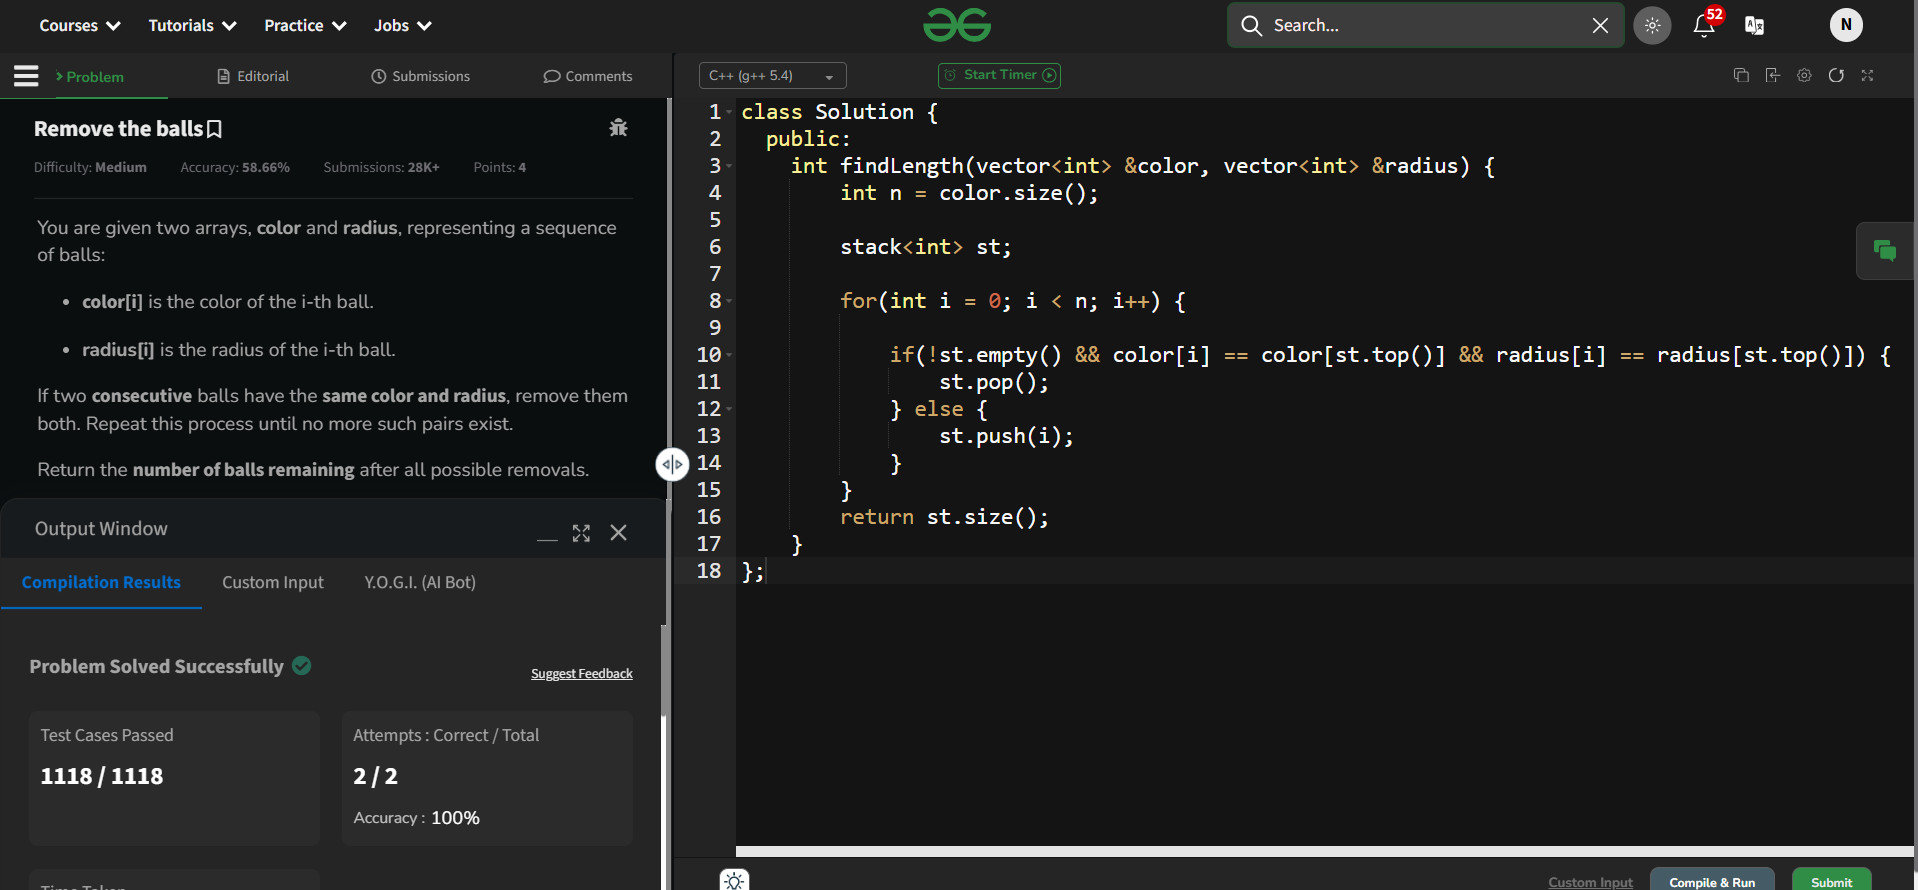 Courses Tutorials Practice Jobs
Search...
52
N
Problem Editorial Submissions Comments
C++ (g++ 5.4) Start Timer
Remove the balls
Difficulty: Medium Accuracy: 58.66% Submissions: 28K+ Points: 4
You are given two arrays, color and radius, representing a sequence
of balls:
• color[i] is the color of the i-th ball.
• radius[i] is the radius of the i-th ball.
If two consecutive balls have the same color and radius, remove them
both. Repeat this process until no more such pairs exist.
Return the number of balls remaining after all possible removals.
Output Window
Compilation Results Custom Input Y.O.G.I. (AI Bot)
Problem Solved Successfully
Suggest Feedback
Test Cases Passed
1118 / 1118
Attempts : Correct / Total
2 / 2
Accuracy : 100%
Time Taken
1 class Solution {
2   public:
3     int findLength(vector<int> &color, vector<int> &radius) {
4         int n = color.size();
5
6         stack<int> st;
7
8         for(int i = 0; i < n; i++) {
9
10             if(!st.empty() && color[i] == color[st.top()] && radius[i] == radius[st.top()]) {
11                 st.pop();
12             } else {
13                 st.push(i);
14             }
15         }
16         return st.size();
17     }
18 };
Custom Input Compile & Run Submit